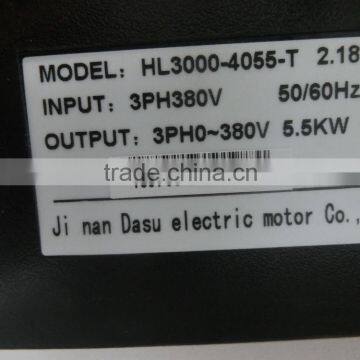 MODEL: HL3000-4055-T 2.18
INPUT: 3PH380V 50/60Hz
OUTPUT: 3PH0~380V 5.5KW
trade.china.cn
Ji nan Dasu electric motor Co.,